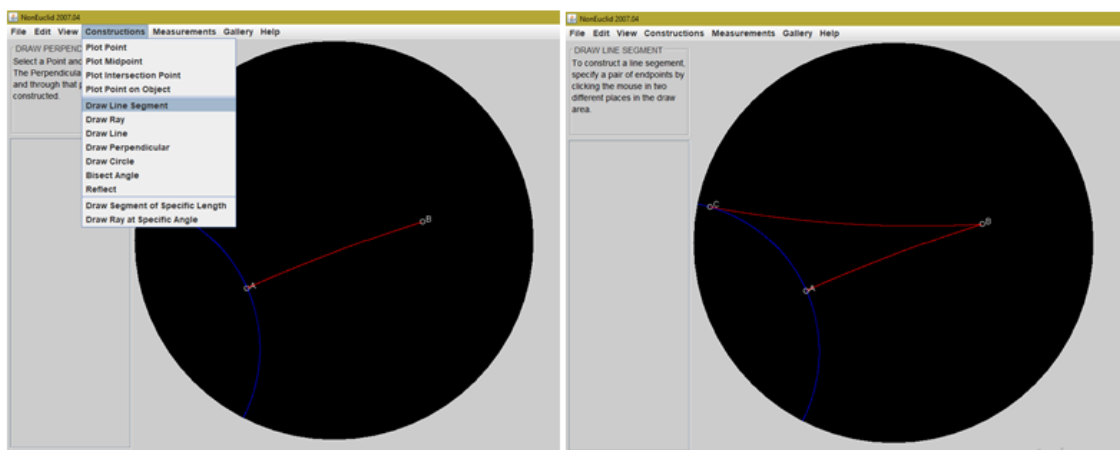 NonEuclid 2007.04
File Edit View Constructions Measurements Gallery Help
DRAW PERPEND
Select a Point and
The Perpendicula
and through that p
constructed.
Plot Point
Plot Midpoint
Plot Intersection Point
Plot Point on Object
Draw Line Segment
Draw Ray
Draw Line
Draw Perpendicular
Draw Circle
Bisect Angle
Reflect
Draw Segment of Specific Length
Draw Ray at Specific Angle
B
A
NonEuclid 2007.04
File Edit View Constructions Measurements Gallery Help
DRAW LINE SEGMENT
To construct a line segement,
specify a pair of endpoints by
clicking the mouse in two
different places in the draw
area.
C
B
A